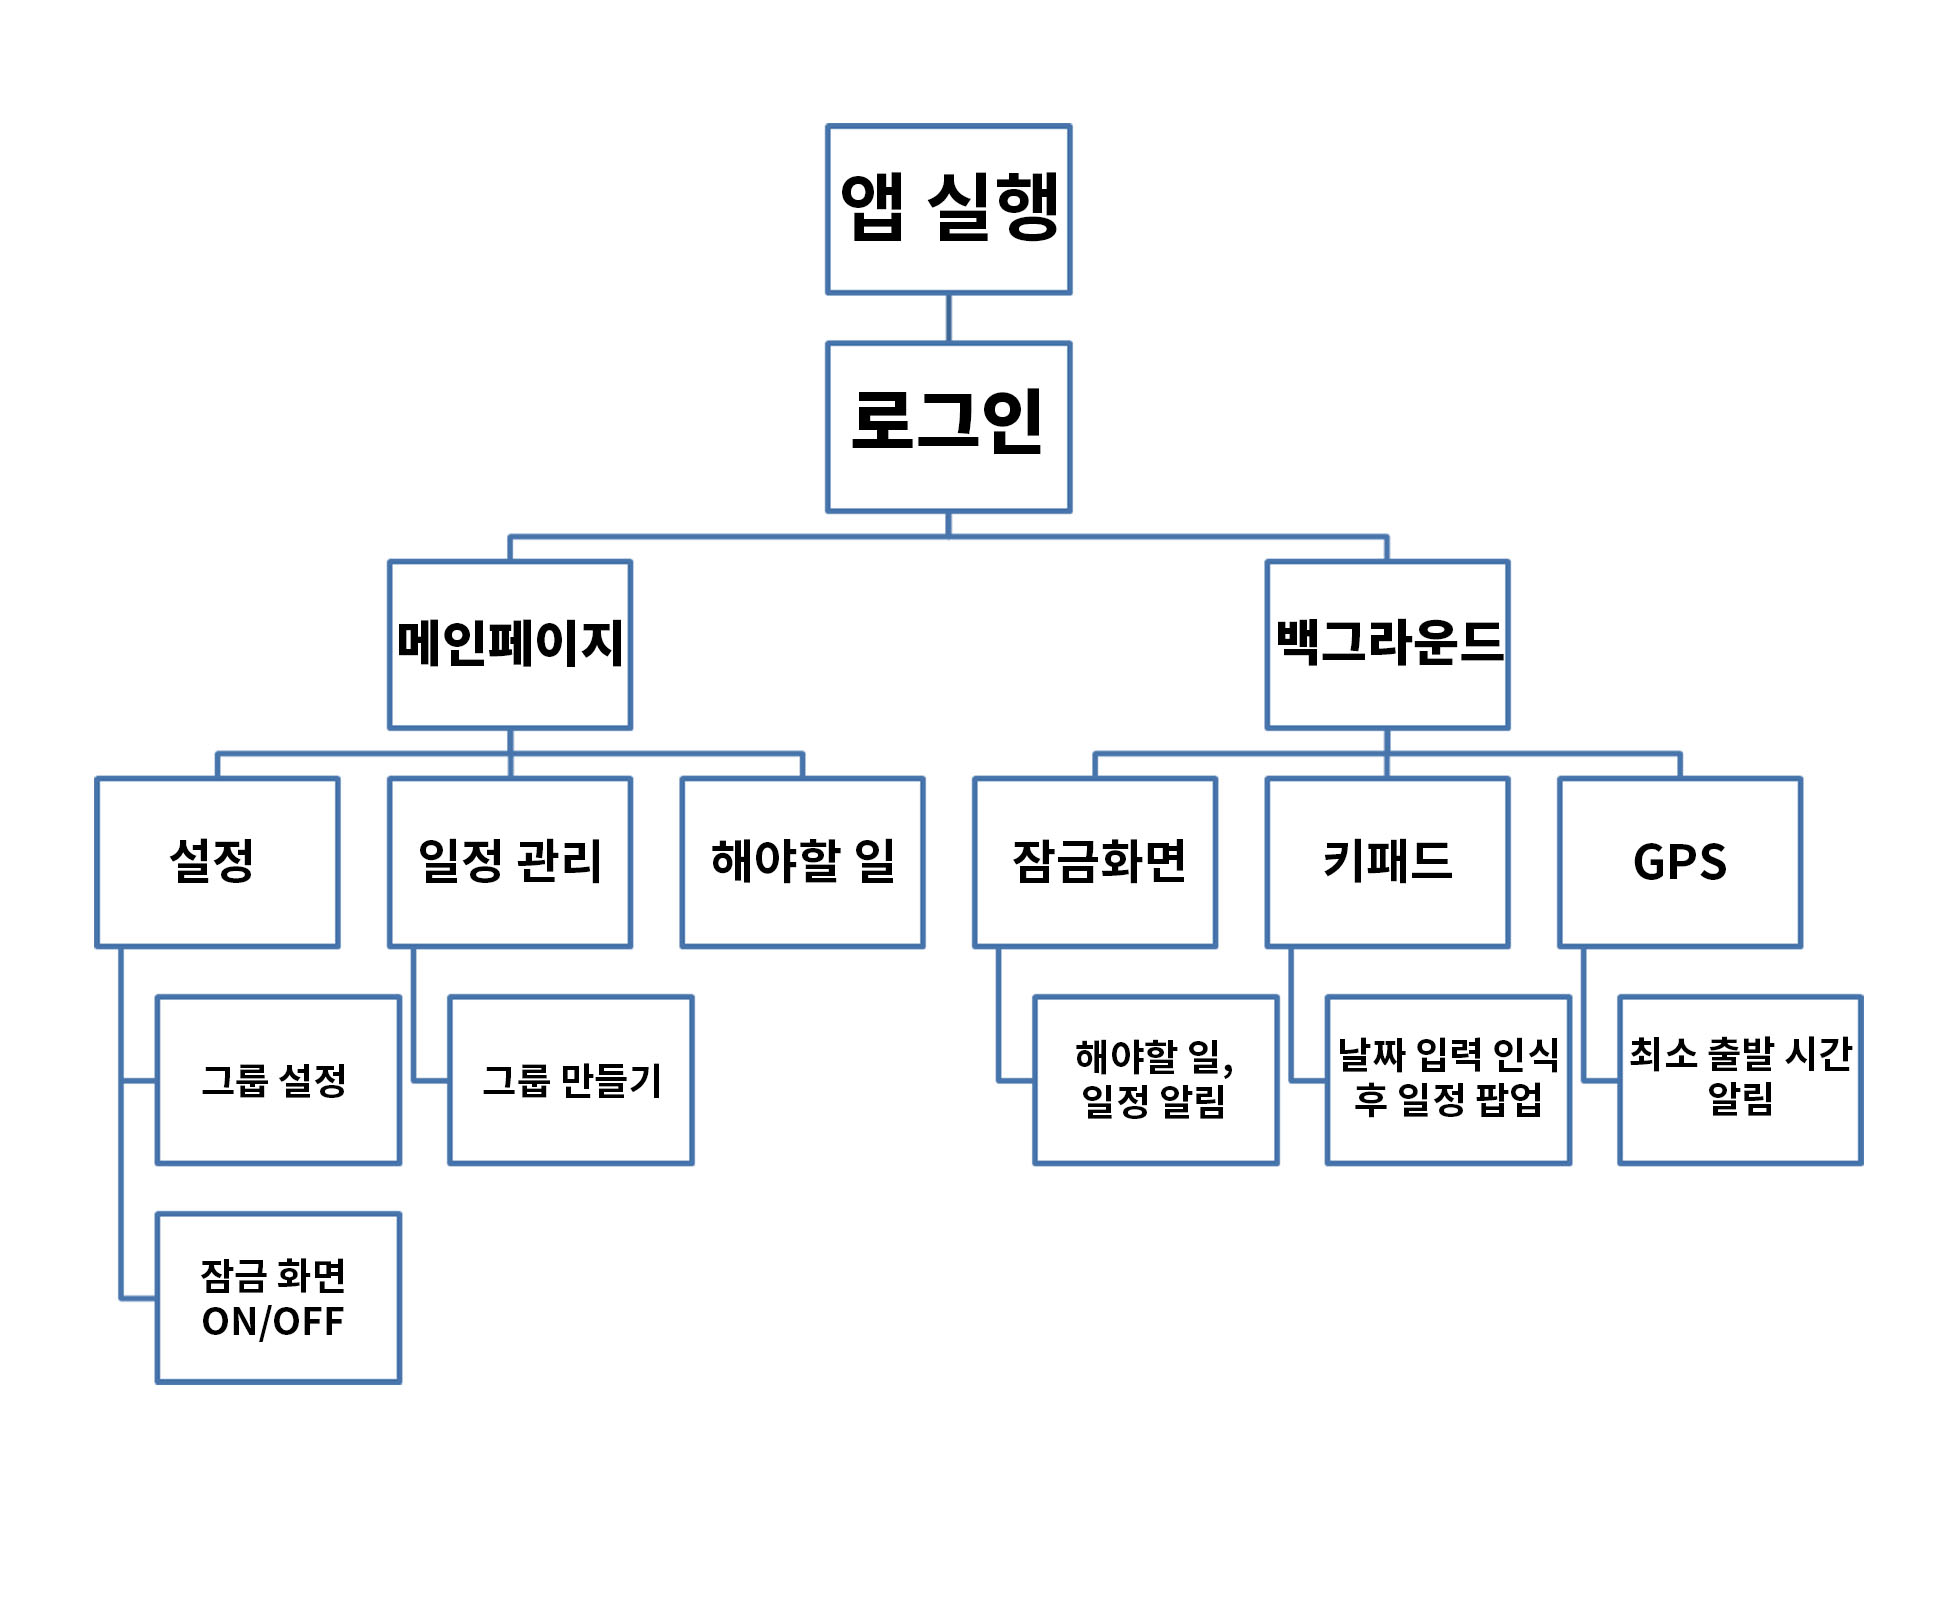 앱 실행
로그인
메인페이지
백그라운드
설정
일정 관리
해야할 일
잠금화면
키패드
GPS
그룹 설정
그룹 만들기
해야할 일,
일정 알림
날짜 입력 인식
후 일정 팝업
최소 출발 시간
알림
잠금 화면
ON/OFF